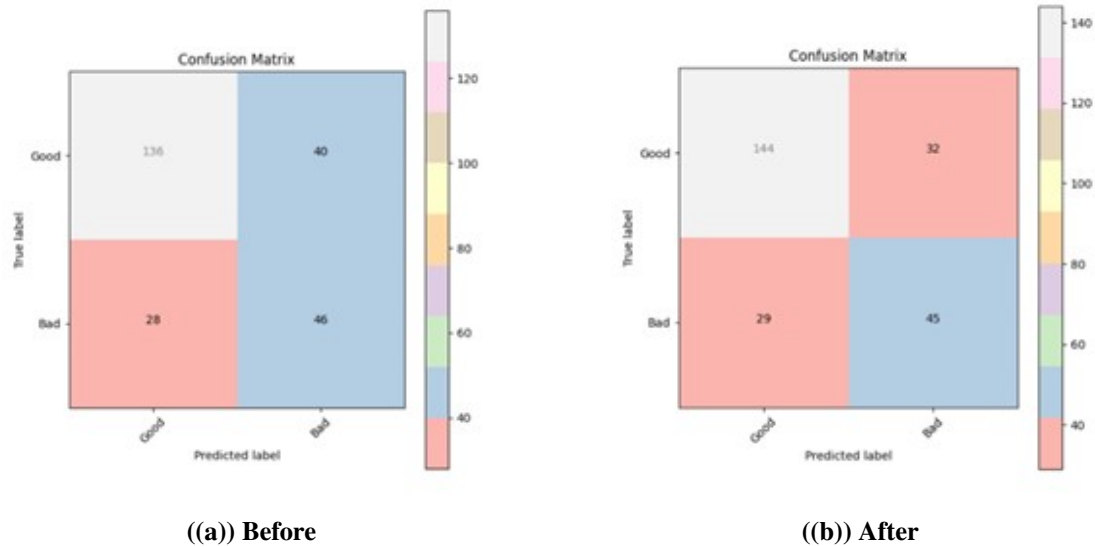 Confusion Matrix
True label
Good
136
40
Bad
28
46
Good
Bad
Predicted label
120
100
80
60
40
((a)) Before
Confusion Matrix
True label
Good
144
32
Bad
29
45
Good
Bad
Predicted label
140
120
100
80
60
40
((b)) After